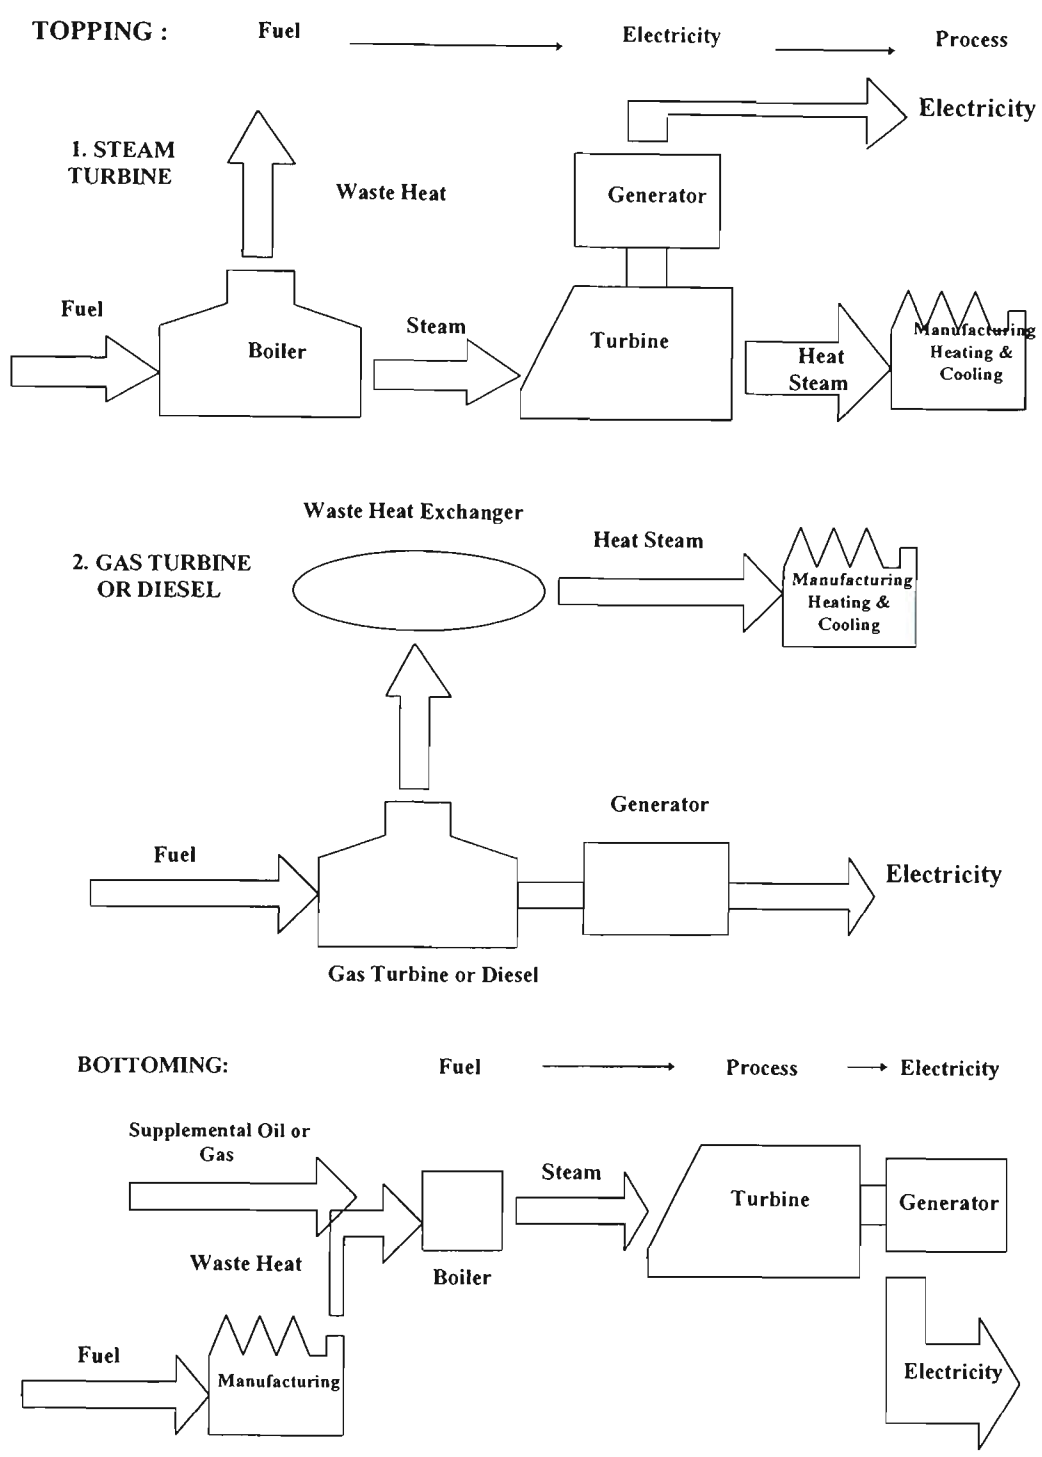 TOPPING :
Fuel
Electricity
Process
Electricity
1. STEAM
TURBINE
Waste Heat
Generator
Fuel
Boiler
Steam
Turbine
Heat
Steam
Manufacturing
Heating &
Cooling
Waste Heat Exchanger
Heat Steam
2. GAS TURBINE
OR DIESEL
Manufacturing
Heating &
Cooling
Generator
Fuel
Electricity
Gas Turbine or Diesel
BOTTOMING:
Fuel
Process
Electricity
Supplemental Oil or
Gas
Steam
Turbine
Generator
Waste Heat
Boiler
Fuel
Manufacturing
Electricity